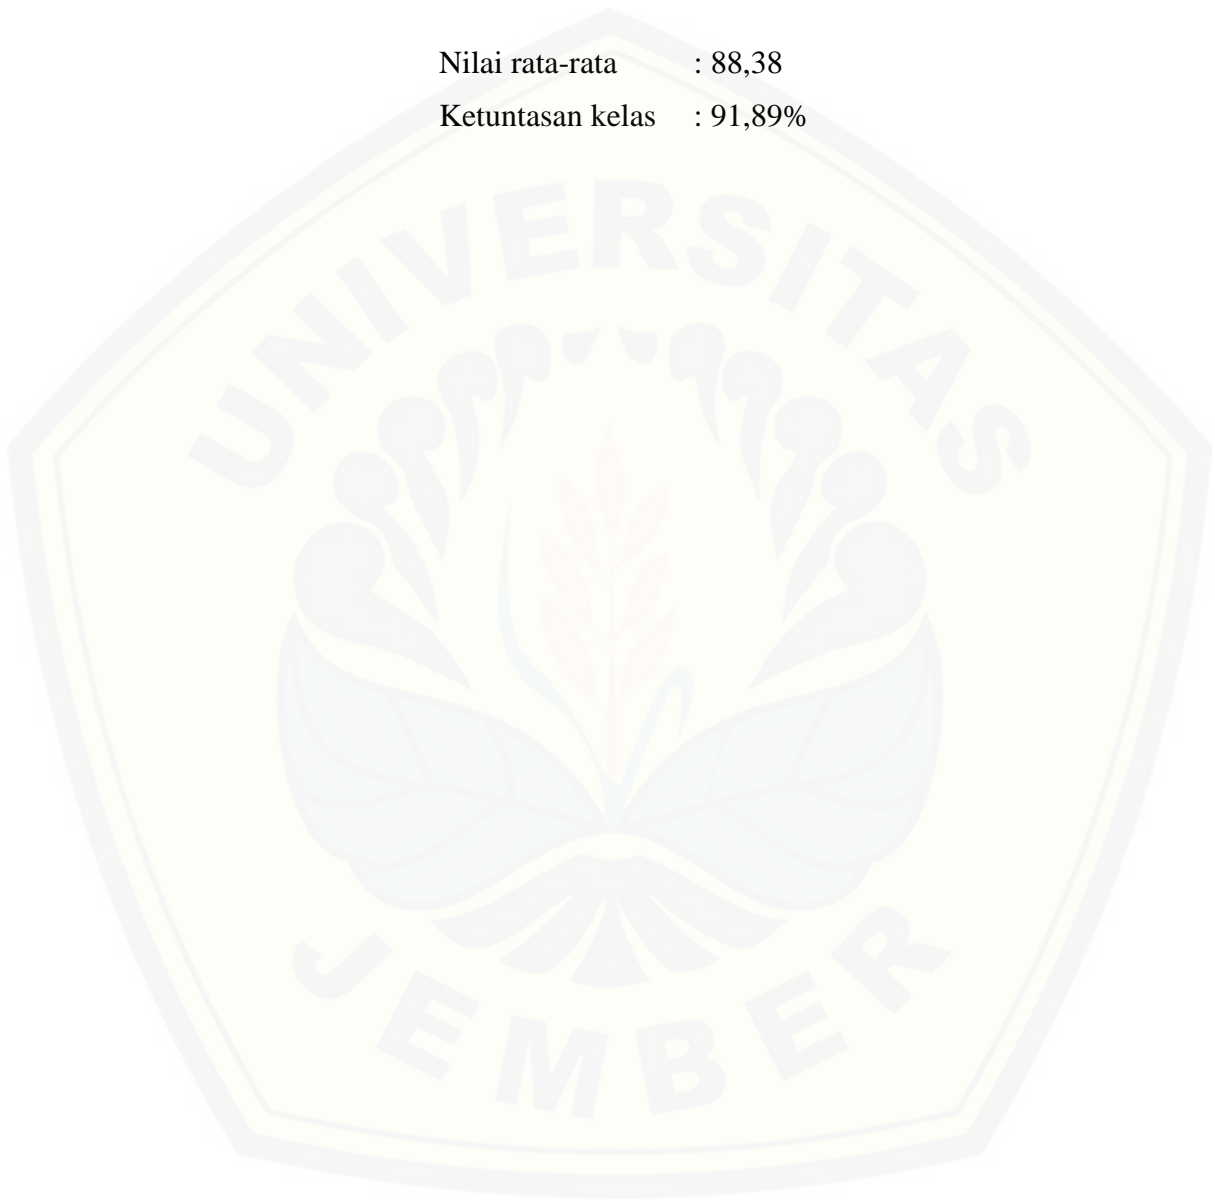 Nilai rata-rata : 88,38
Ketuntasan kelas : 91,89%
UNIVERSITAS
JEMBER